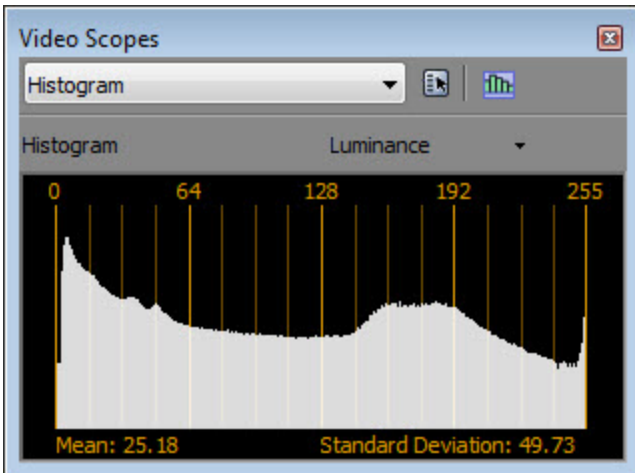 Video Scopes
Histogram
Histogram Luminance
0 64 128 192 255
Mean: 25.18 Standard Deviation: 49.73